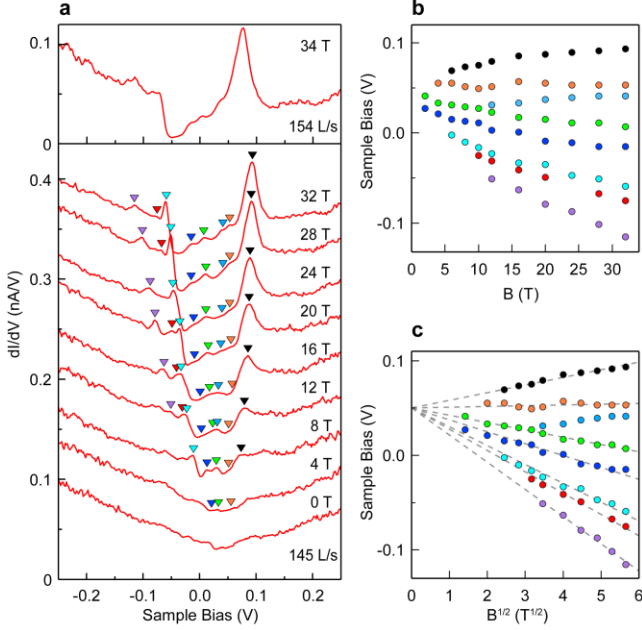 a
0.1
34 T
0
154 L/s
0.4
32 T
28 T
0.3
24 T
20 T
0.2
16 T
12 T
8 T
0.1
4 T
0 T
145 L/s
0
-0.2
-0.1
0.0
0.1
0.2
dI/dV (nA/V)
Sample Bias (V)
b
0.1
0.0
-0.1
0
5
10
15
20
25
30
Sample Bias (V)
B (T)
c
0.1
0.0
-0.1
0
1
2
3
4
5
6
Sample Bias (V)
B1/2 (T1/2)